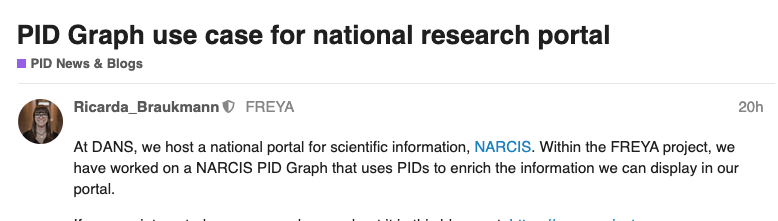 PID Graph use case for national research portal
PID News & Blogs
Ricarda_Braukmann FREYA 20h
At DANS, we host a national portal for scientific information, NARCIS. Within the FREYA project, we
have worked on a NARCIS PID Graph that uses PIDs to enrich the information we can display in our
portal.